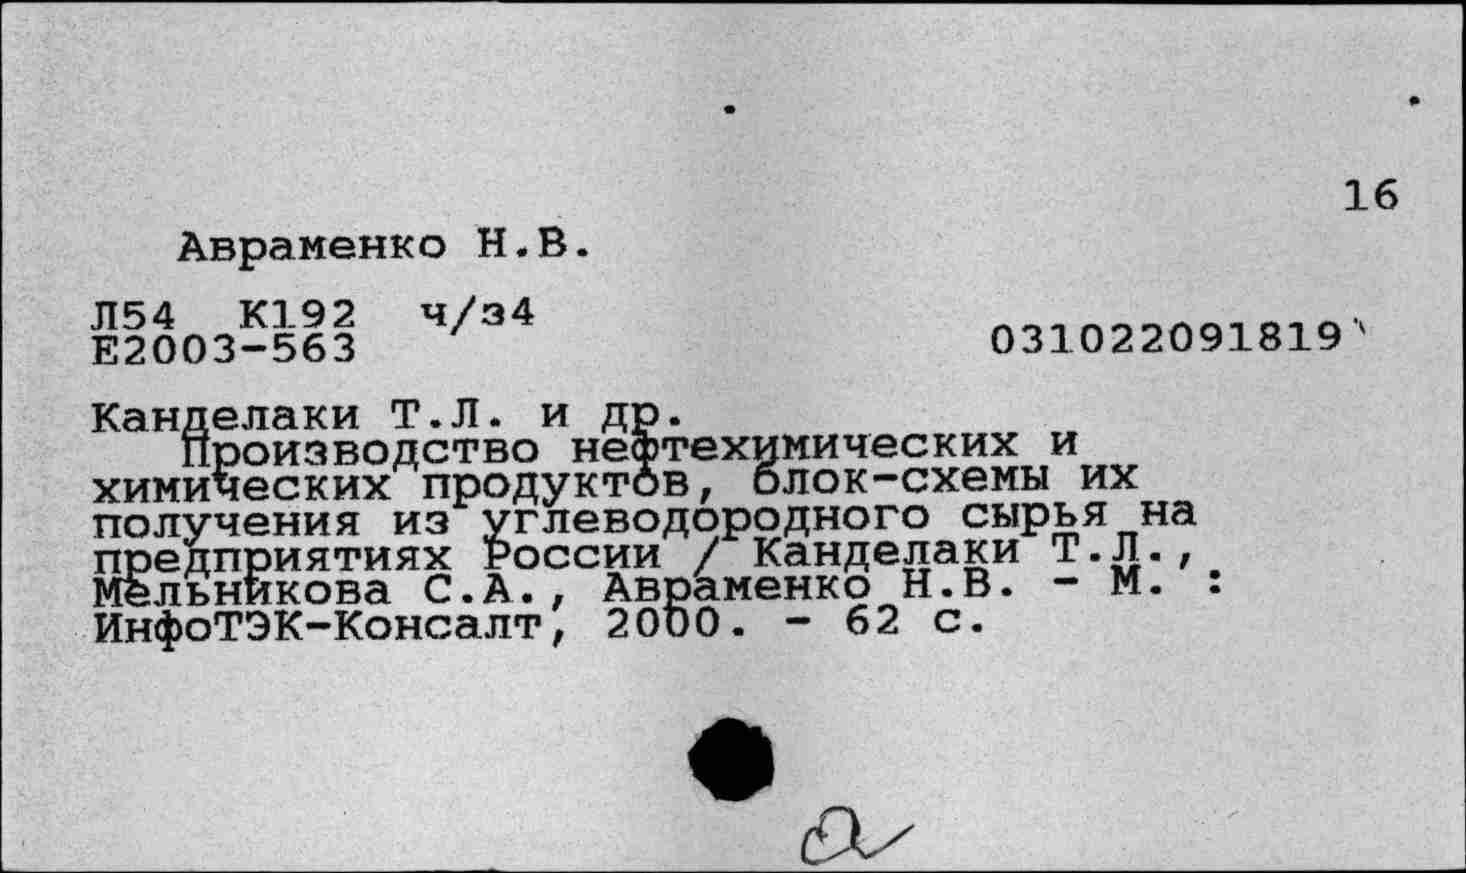 16
Авраменко Н.В.
Л54 К192 ч/з4
Е2003-563
031022091819
Канделаки Т.Л. и др.
Производство нефтехимических и
химических продуктов, блок-схемы их
получения из углеводородного сырья на
предприятиях России / Канделаки Т.Л.,
Мельникова С.А., Авраменко Н.В. - М. :
ИнфоТЭК-Консалт, 2000. - 62 с.